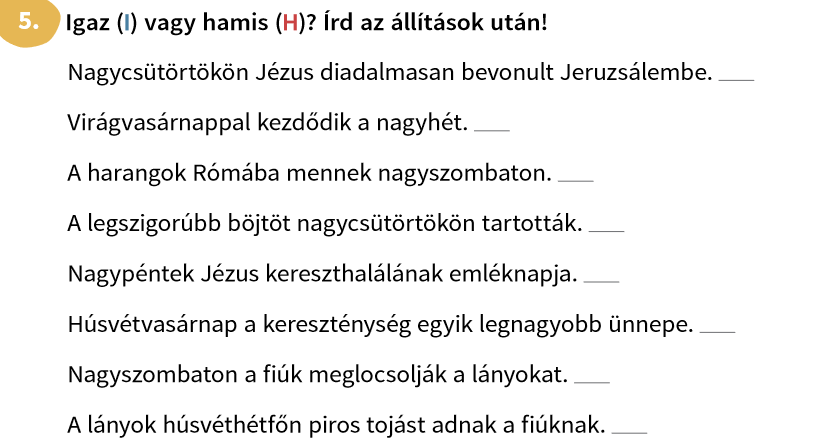 5. Igaz (I) vagy hamis (H)? Írd az állítások után!
Nagycsütörtökön Jézus diadalmasan bevonult Jeruzsálembe. ___
Virágvasárnappal kezdődik a nagyhét. ___
A harangok Rómába mennek nagyszombaton. ___
A legszigorúbb böjtöt nagycsütörtökön tartották. ___
Nagypéntek Jézus kereszthalálának emléknapja. ___
Húsvétvasárnap a kereszténység egyik legnagyobb ünnepe. ___
Nagyszombaton a fiúk meglocsolják a lányokat. ___
A lányok húsvéthétfőn piros tojást adnak a fiúknak. ___